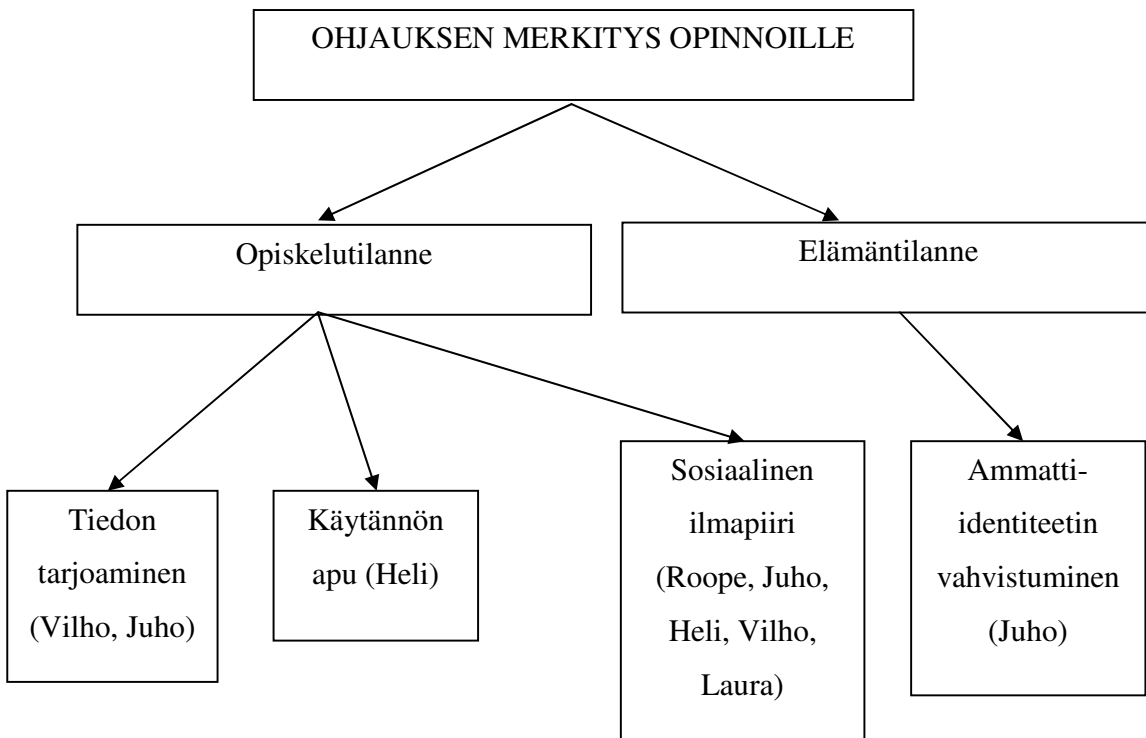 OHJAUKSEN MERKITYS OPINNOILLE
Opiskelutilanne
Elämäntilanne
Tiedon
tarjoaminen
(Vilho, Juho)
Käytännön
apu (Heli)
Sosiaalinen
ilmapiiri
(Roope, Juho,
Heli, Vilho,
Laura)
Ammatti-
identiteetin
vahvistuminen
(Juho)